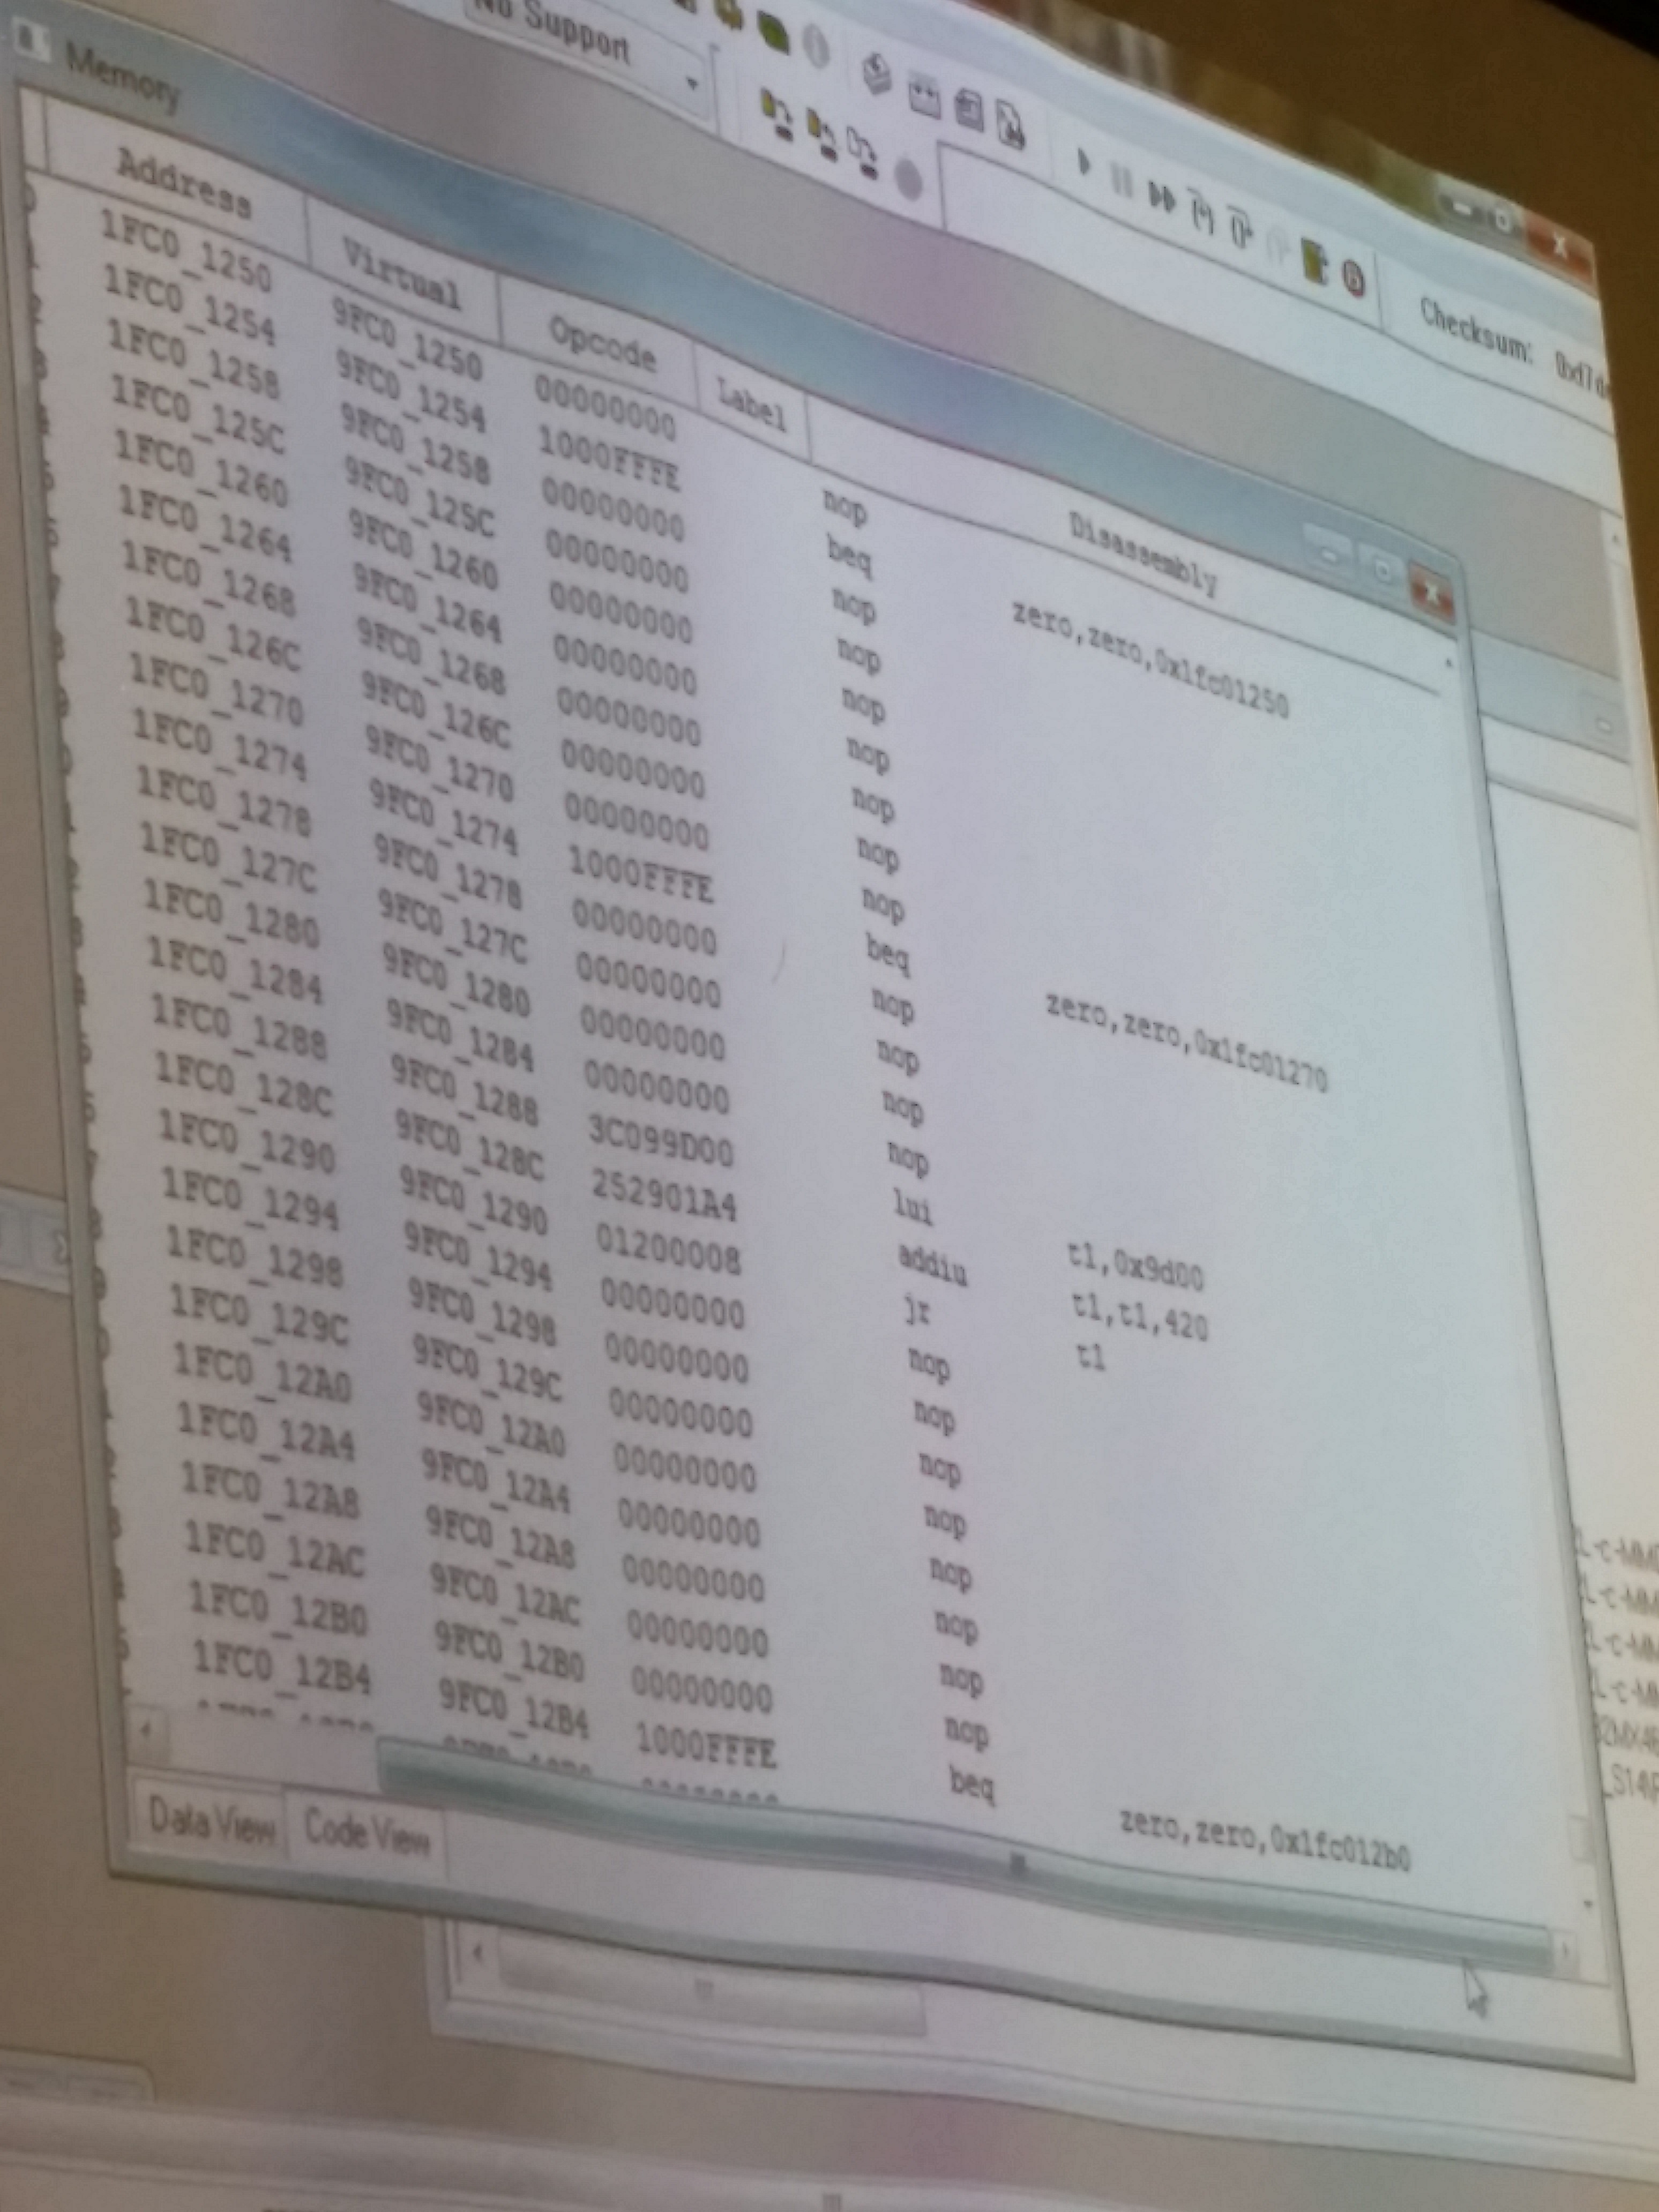 No Support
Checksum:
Memory
Address Virtual Opcode Label Disassembly
1FC0_1250 9FC0_1250 00000000 nop
1FC0_1254 9FC0_1254 1000FFFE beq zero,zero,0x1fc01250
1FC0_1258 9FC0_1258 00000000 nop
1FC0_125C 9FC0_125C 00000000 nop
1FC0_1260 9FC0_1260 00000000 nop
1FC0_1264 9FC0_1264 00000000 nop
1FC0_1268 9FC0_1268 00000000 nop
1FC0_126C 9FC0_126C 00000000 nop
1FC0_1270 9FC0_1270 00000000 nop
1FC0_1274 9FC0_1274 1000FFFE beq zero,zero,0x1fc01270
1FC0_1278 9FC0_1278 00000000 nop
1FC0_127C 9FC0_127C 00000000 nop
1FC0_1280 9FC0_1280 00000000 nop
1FC0_1284 9FC0_1284 00000000 nop
1FC0_1288 9FC0_1288 3C099D00 lui t1,0x9d00
1FC0_128C 9FC0_128C 252901A4 addiu t1,t1,420
1FC0_1290 9FC0_1290 01200008 jr t1
1FC0_1294 9FC0_1294 00000000 nop
1FC0_1298 9FC0_1298 00000000 nop
1FC0_129C 9FC0_129C 00000000 nop
1FC0_12A0 9FC0_12A0 00000000 nop
1FC0_12A4 9FC0_12A4 00000000 nop
1FC0_12A8 9FC0_12A8 00000000 nop
1FC0_12AC 9FC0_12AC 00000000 nop
1FC0_12B0 9FC0_12B0 00000000 nop
1FC0_12B4 9FC0_12B4 1000FFFE beq zero,zero,0x1fc012b0
Data View Code View